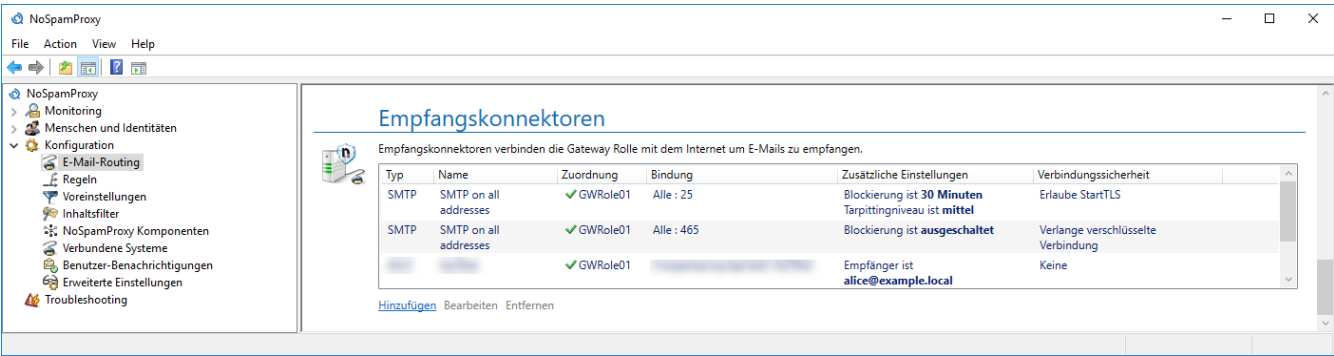 NoSpamProxy
File Action View Help
NoSpamProxy
Monitoring
Menschen und Identitäten
Konfiguration
E-Mail-Routing
Regeln
Voreinstellungen
Inhaltsfilter
NoSpamProxy Komponenten
Verbundene Systeme
Benutzer-Benachrichtigungen
Erweiterte Einstellungen
Troubleshooting
Empfangskonnektoren
Empfangskonnektoren verbinden die Gateway Rolle mit dem Internet um E-Mails zu empfangen.
Typ Name Zuordnung Bindung Zusätzliche Einstellungen Verbindungssicherheit
SMTP SMTP on all GWRole01 Alle : 25 Blockierung ist 30 Minuten Erlaube StartTLS
addresses Tarpittingniveau ist mittel
SMTP SMTP on all GWRole01 Alle : 465 Blockierung ist ausgeschaltet Verlange verschlüsselte
addresses Verbindung
GWRole01 Empfänger ist Keine
alice@example.local
Hinzufügen Bearbeiten Entfernen